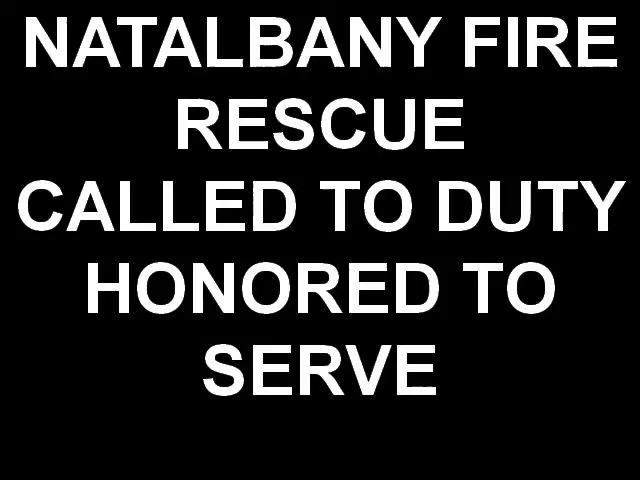 NATALBANY FIRE
RESCUE
CALLED TO DUTY
HONORED TO
SERVE